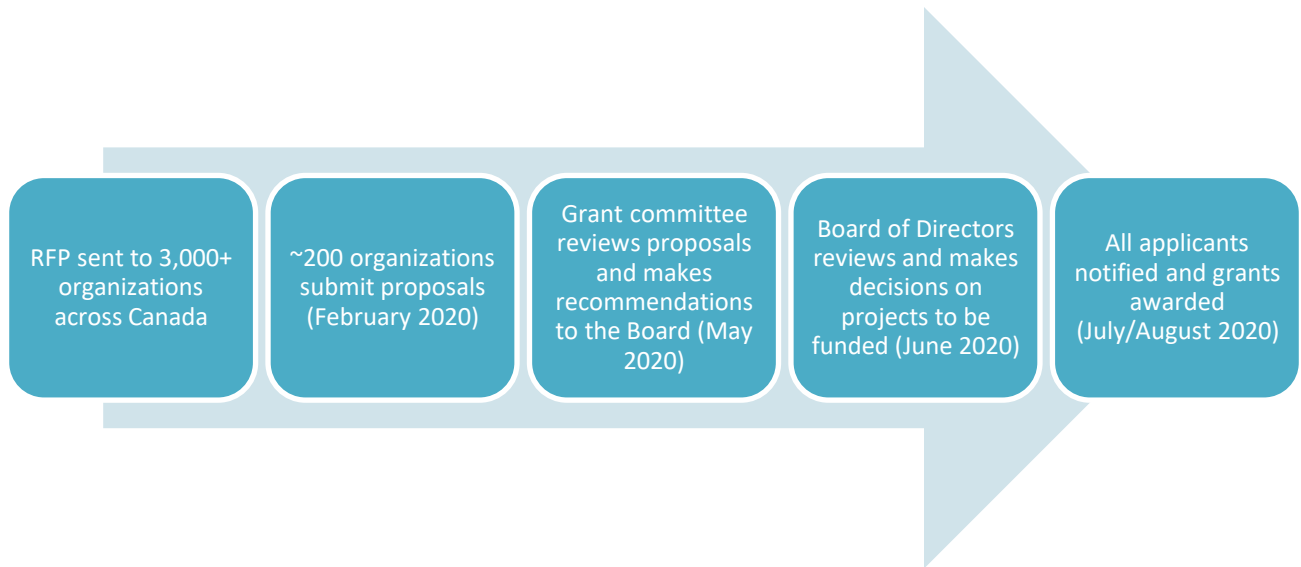 RFP sent to 3,000+
organizations
across Canada
~200 organizations
submit proposals
(February 2020)
Grant committee
reviews proposals
and makes
recommendations
to the Board (May
2020)
Board of Directors
reviews and makes
decisions on
projects to be
funded (June 2020)
All applicants
notified and grants
awarded
(July/August 2020)